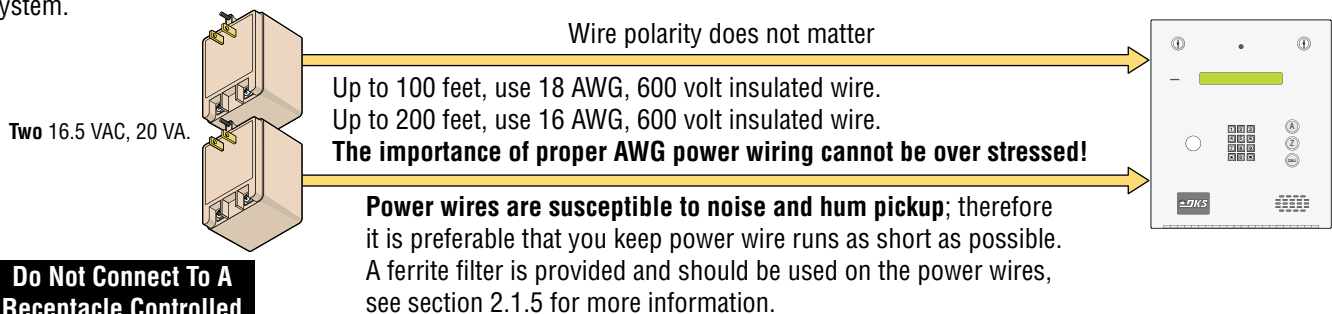 ystem.
Wire polarity does not matter
Up to 100 feet, use 18 AWG, 600 volt insulated wire.
Up to 200 feet, use 16 AWG, 600 volt insulated wire.
Two 16.5 VAC, 20 VA.
The importance of proper AWG power wiring cannot be over stressed!
Power wires are susceptible to noise and hum pickup; therefore
it is preferable that you keep power wire runs as short as possible.
A ferrite filter is provided and should be used on the power wires,
see section 2.1.5 for more information.
Do Not Connect To A
Receptacle Controlled
A
Z
CALL
DKS